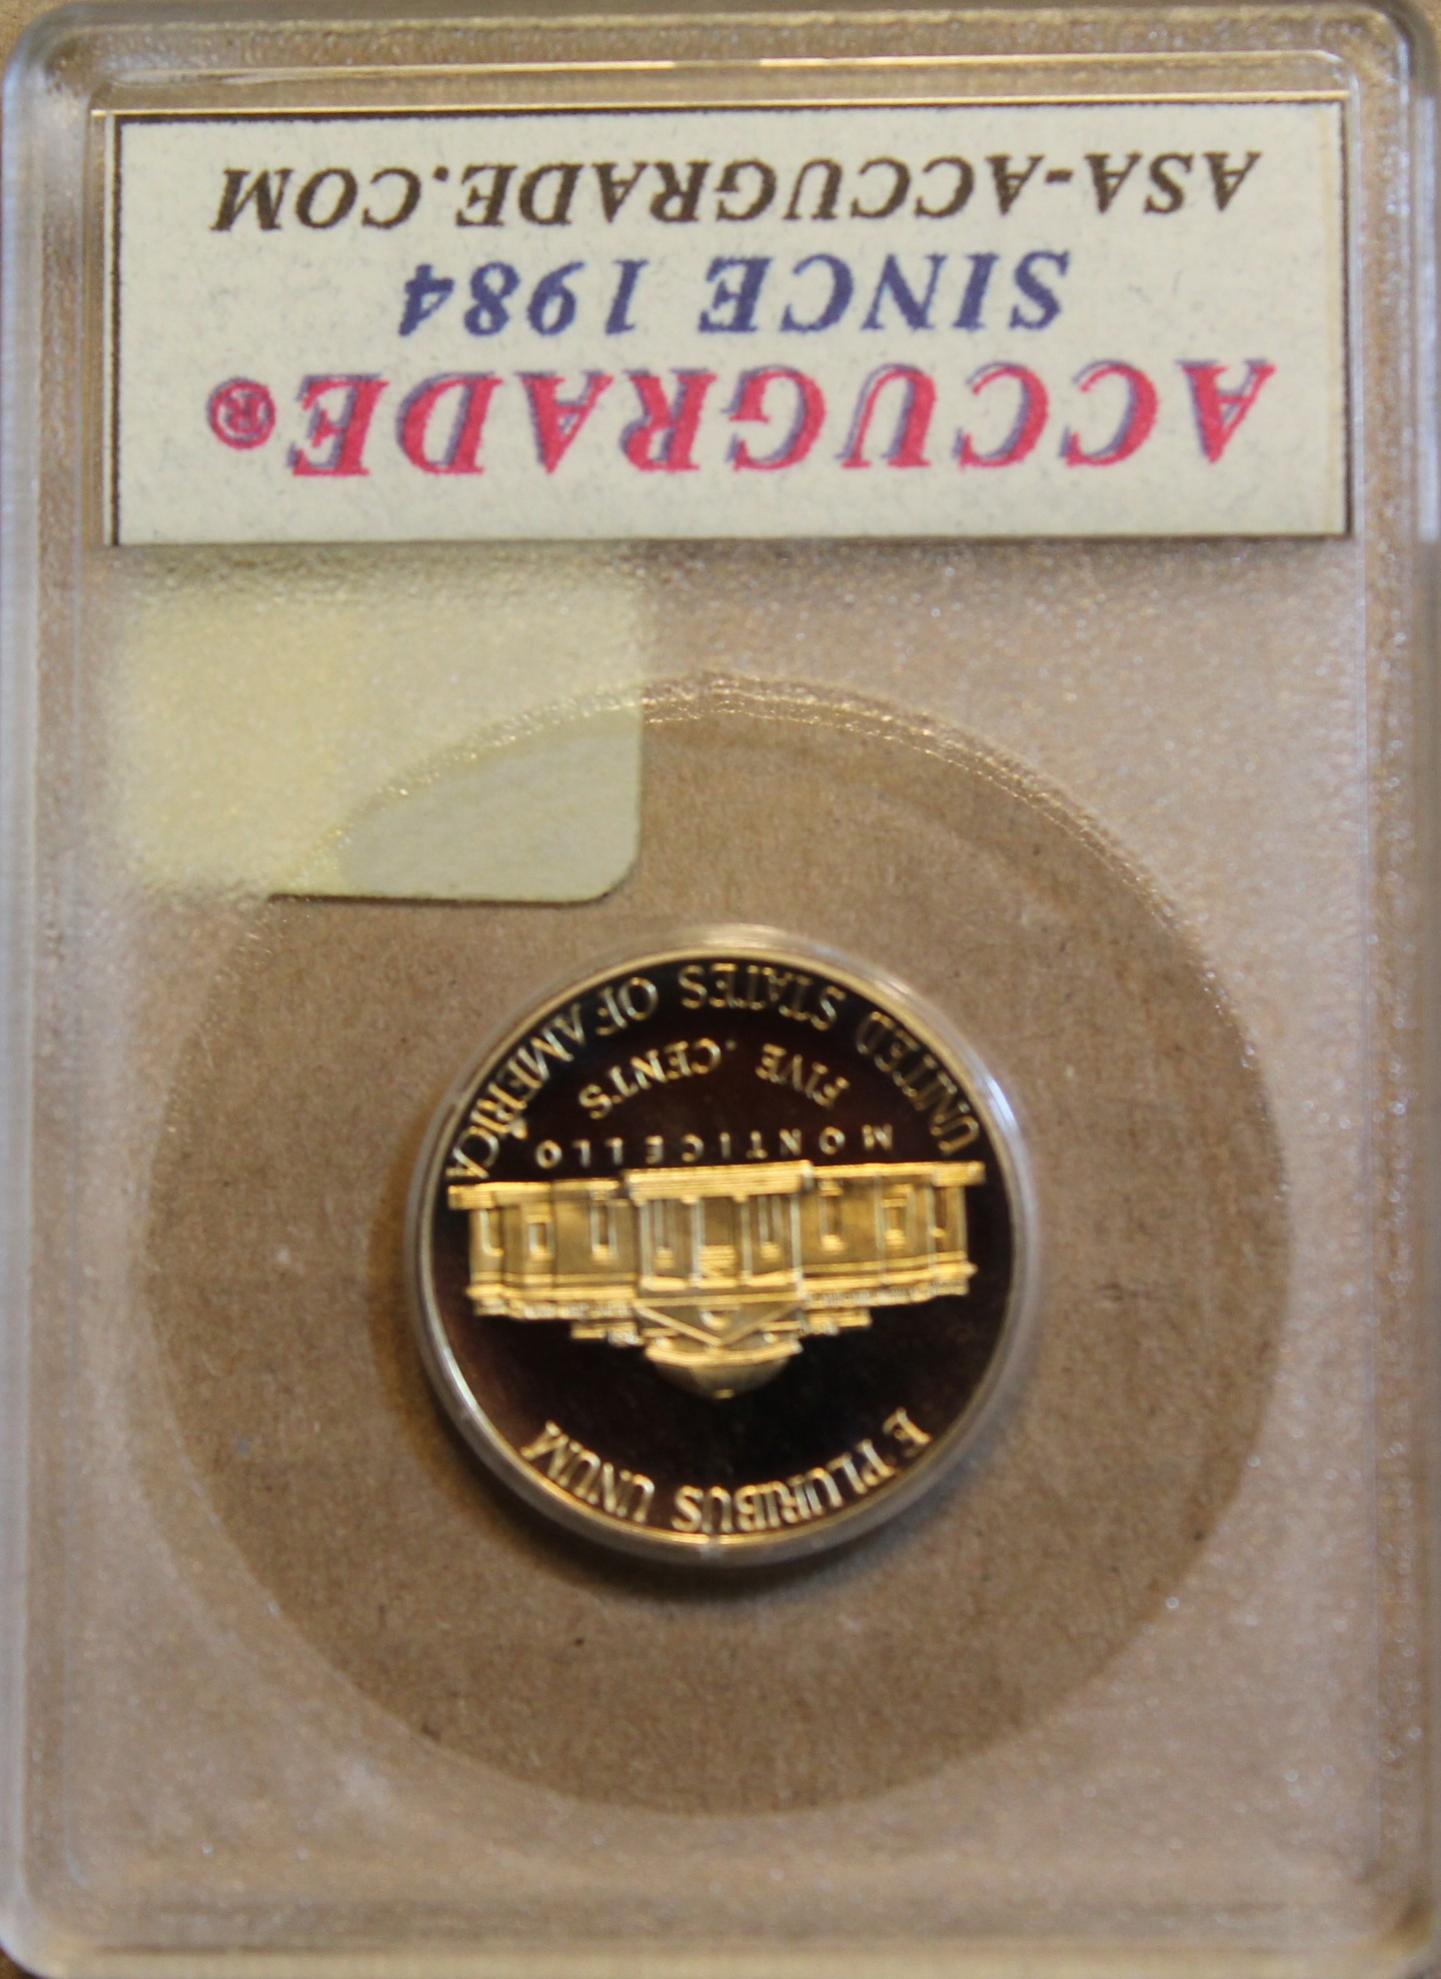 E PLURIBUS UNUM
MONTICELLO
FIVE CENTS
UNITED STATES OF AMERICA
ACCUGRADE®
SINCE 1984
ASA-ACCUGRADE.COM